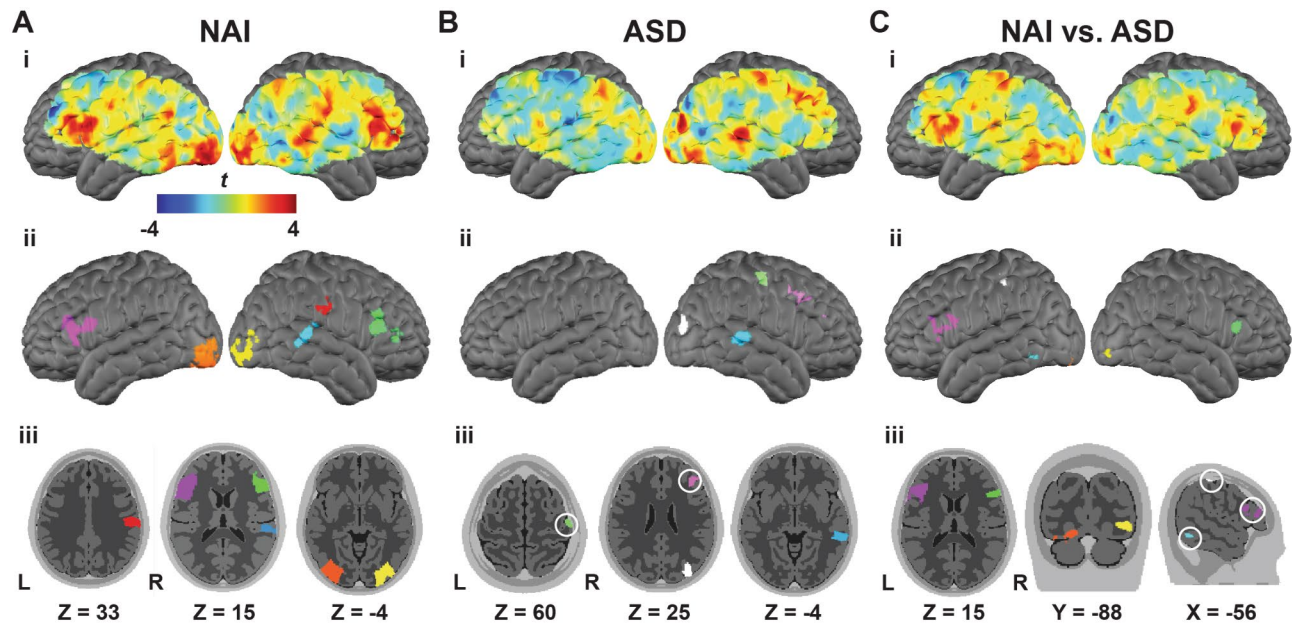 A NAI B ASD C NAI vs. ASD
i i i
t
-4 4
ii ii ii
iii iii iii
L R L R L R
Z = 33 Z = 15 Z = -4 Z = 60 Z = 25 Z = -4 Z = 15 Y = -88 X = -56